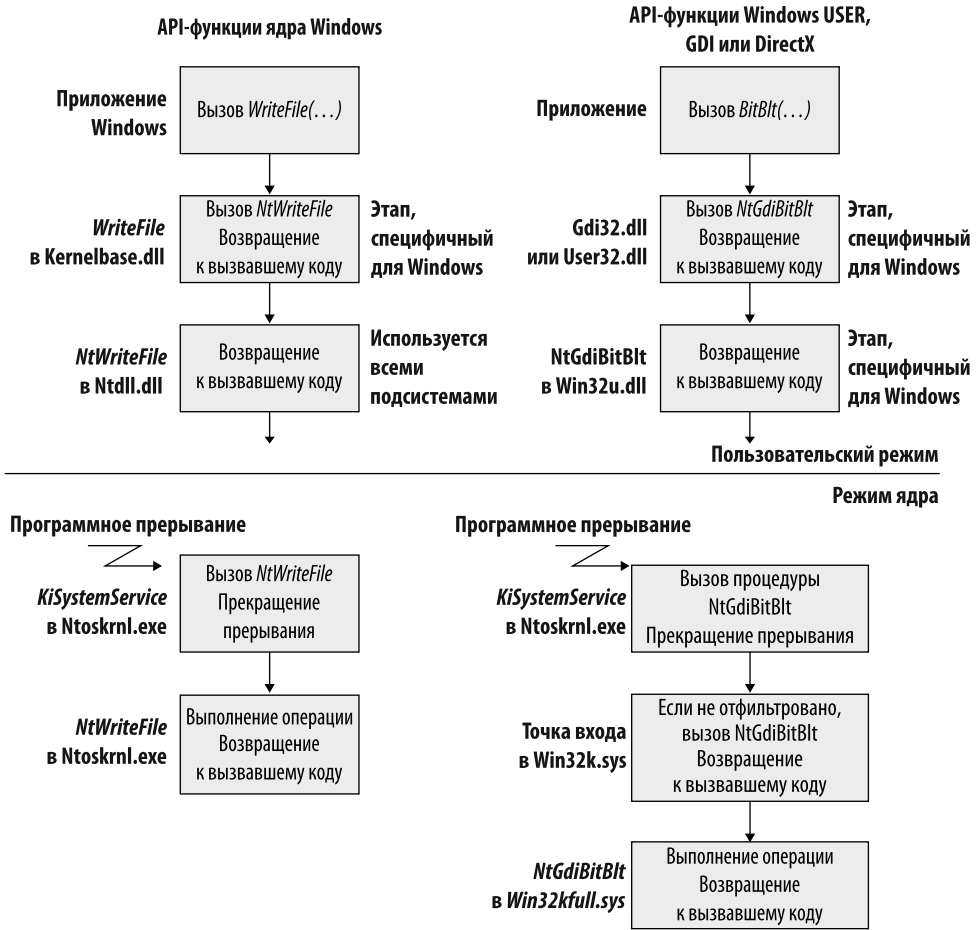 API-функции ядра Windows
Приложение
Windows
Вызов WriteFile(…)
WriteFile
в Kernelbase.dll
Вызов NtWriteFile
Возвращение
к вызвавшему коду
Этап,
специфичный
для Windows
NtWriteFile
в Ntdll.dll
Возвращение
к вызвавшему коду
Используется
всеми
подсистемами
API-функции Windows USER,
GDI или DirectX
Приложение
Вызов BitBlt(…)
Gdi32.dll
или User32.dll
Вызов NtGdiBitBlt
Возвращение
к вызвавшему коду
Этап,
специфичный
для Windows
NtGdiBitBlt
в Win32u.dll
Возвращение
к вызвавшему коду
Этап,
специфичный
для Windows
Пользовательский режим
Режим ядра
Программное прерывание
KiSystemService
в Ntoskrnl.exe
Вызов NtWriteFile
Прекращение
прерывания
NtWriteFile
в Ntoskrnl.exe
Выполнение операции
Возвращение
к вызвавшему коду
Программное прерывание
KiSystemService
в Ntoskrnl.exe
Вызов процедуры
NtGdiBitBlt
Прекращение прерывания
Точка входа
в Win32k.sys
Если не отфильтровано,
вызов NtGdiBitBlt
Возвращение
к вызвавшему коду
NtGdiBitBlt
в Win32kfull.sys
Выполнение операции
Возвращение
к вызвавшему коду